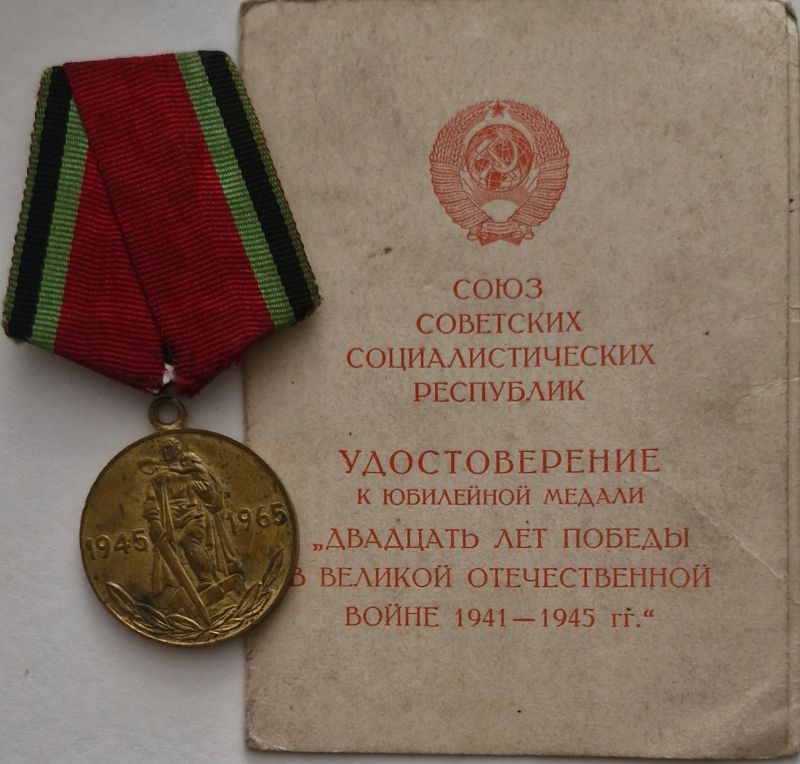 1945
1965
СОЮЗ
СОВЕТСКИХ
СОЦИАЛИСТИЧЕСКИХ
РЕСПУБЛИК
УДОСТОВЕРЕНИЕ
К ЮБИЛЕЙНОЙ МЕДАЛИ
„ДВАДЦАТЬ ЛЕТ ПОБЕДЫ
В ВЕЛИКОЙ ОТЕЧЕСТВЕННОЙ
ВОЙНЕ 1941—1945 гг.“